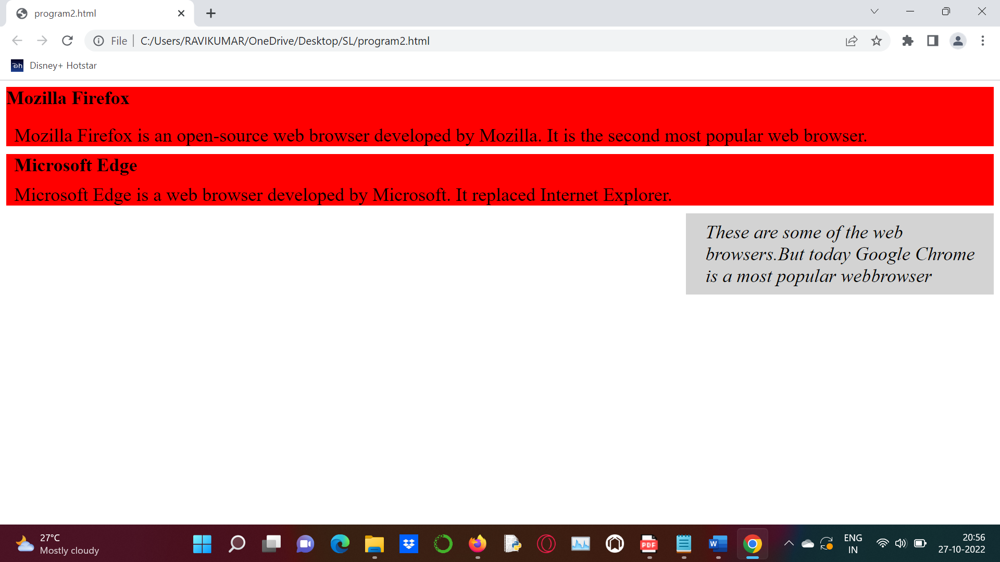 program2.html
File
C:/Users/RAVIKUMAR/OneDrive/Desktop/SL/program2.html
Dh Disney+ Hotstar
Mozilla Firefox
Mozilla Firefox is an open-source web browser developed by Mozilla. It is the second most popular web browser.
Microsoft Edge
Microsoft Edge is a web browser developed by Microsoft. It replaced Internet Explorer.
These are some of the web
browsers.But today Google Chrome
is a most popular webbrowser
27°C
Mostly cloudy
PDF
W
ENG
IN
20:56
27-10-2022